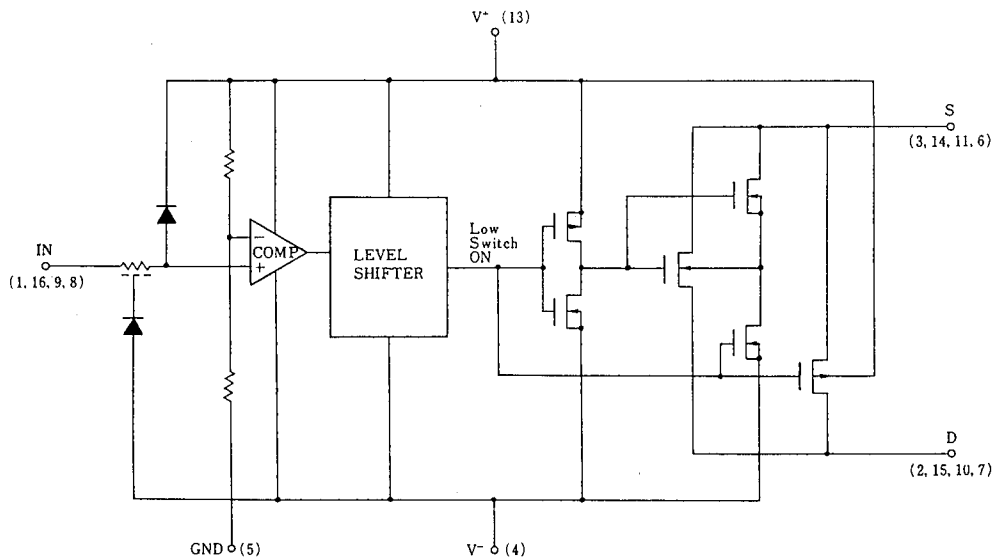 V+ (13)
S
(3, 14, 11, 6)
IN
(1, 16, 9, 8)
−
COMP
+
LEVEL
SHIFTER
Low
Switch
ON
D
(2, 15, 10, 7)
GND (5)
V− (4)